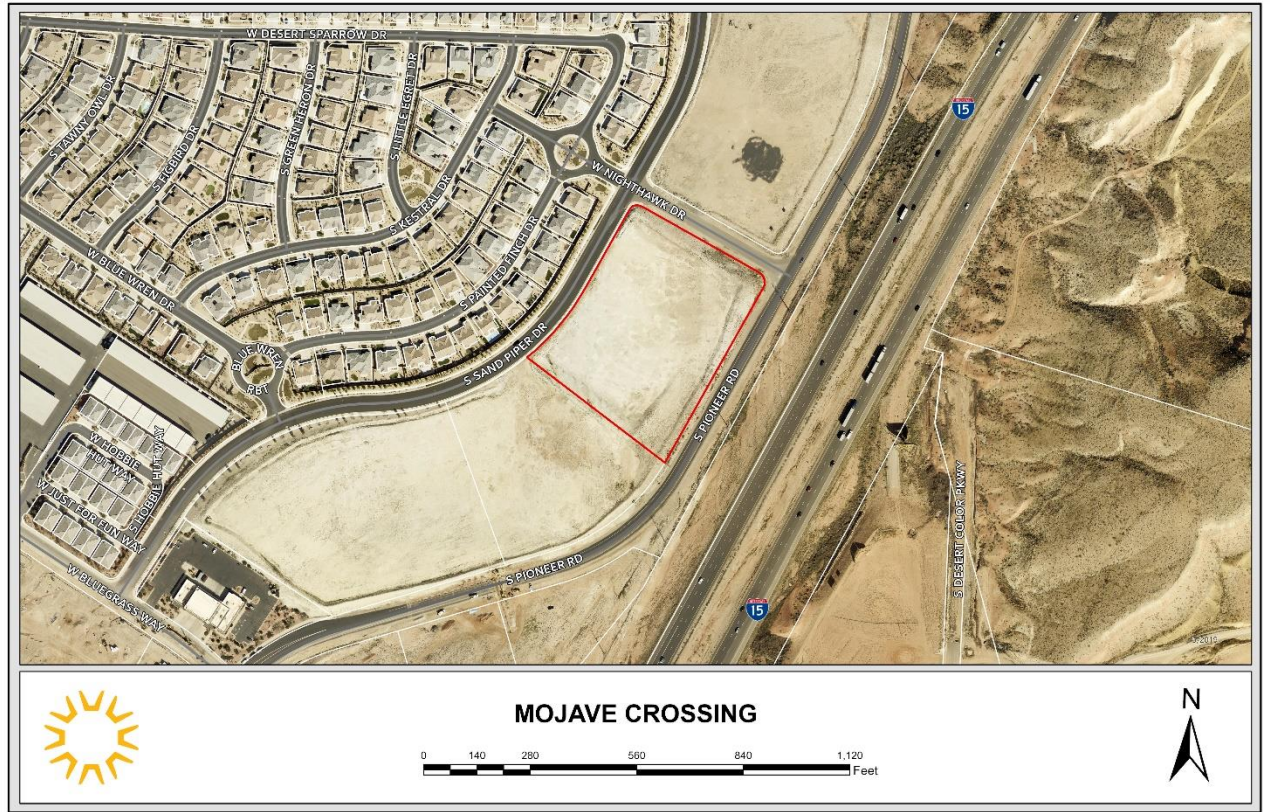 W DESERT SPARROW DR
S TAWNY OWL DR
S FIGBIRD DR
S GREEN HERON DR
S LITTLE EGRET DR
S KESTRAL DR
W NIGHTHAWK DR
S PAINTED FINCH DR
W BLUE WREN DR
BLUE WREN
RBT
S SAND PIPER DR
S PIONEER RD
15
W HOBBIE
HUT WAY
S HOBBIE HUT WAY
W JUST FOR FUN WAY
W BLUEGRASS WAY
S PIONEER RD
15
S DESERT COLOR PKWY
MOJAVE CROSSING
N
0 140 280 560 840 1,120
Feet